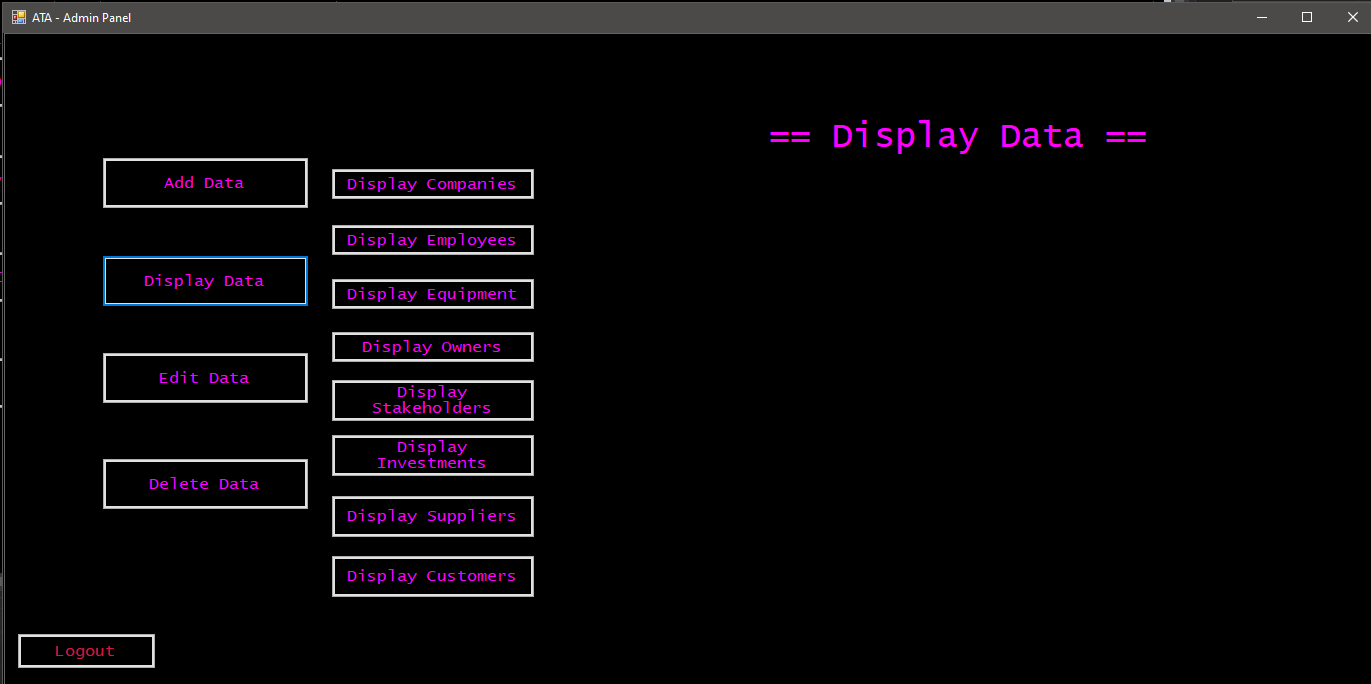 ATA - Admin Panel
== Display Data ==
Add Data
Display Data
Edit Data
Delete Data
Display Companies
Display Employees
Display Equipment
Display Owners
Display
Stakeholders
Display
Investments
Display Suppliers
Display Customers
Logout